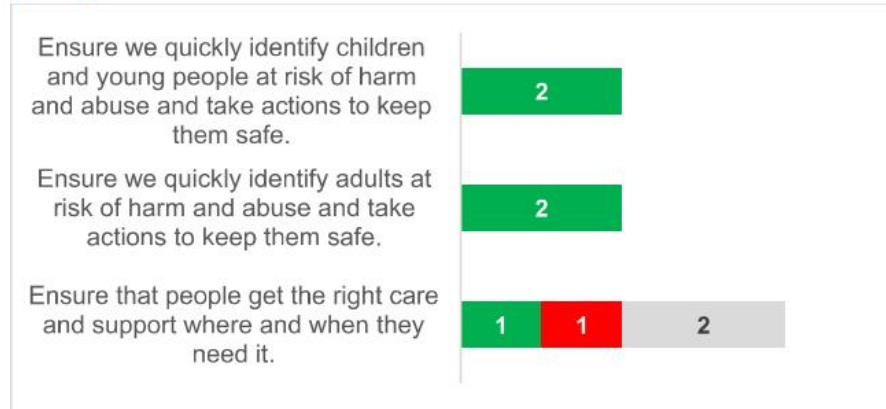 Ensure we quickly identify children
and young people at risk of harm
and abuse and take actions to keep
them safe.
2
Ensure we quickly identify adults at
risk of harm and abuse and take
actions to keep them safe.
2
Ensure that people get the right care
and support where and when they
need it.
1 1 2